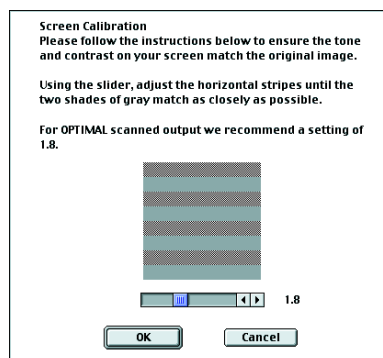 Screen Calibration
Please follow the instructions below to ensure the tone
and contrast on your screen match the original image.
Using the slider, adjust the horizontal stripes until the
two shades of gray match as closely as possible.
For OPTIMAL scanned output we recommend a setting of
1.8.
1.8
OK
Cancel